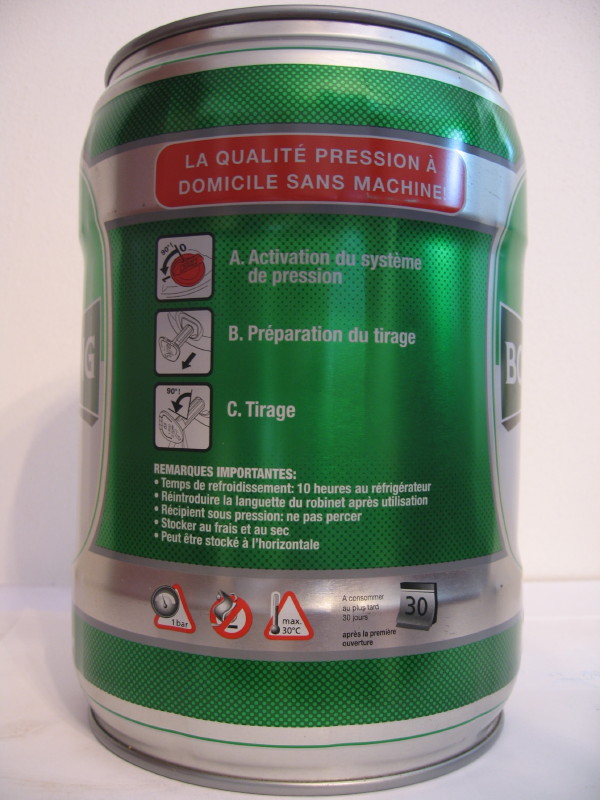 LA QUALITÉ PRESSION À
DOMICILE SANS MACHINE
90°!
0
A. Activation du système
de pression
B. Préparation du tirage
90°!
C. Tirage
REMARQUES IMPORTANTES:
• Temps de refroidissement: 10 heures au réfrigérateur
• Réintroduire la languette du robinet après utilisation
• Récipient sous pression: ne pas percer
• Stocker au frais et au sec
• Peut être stocké à l'horizontale
G
BO
1 bar
max.
30°C
A consommer
au plus tard
30 jours
après la première
ouverture
30